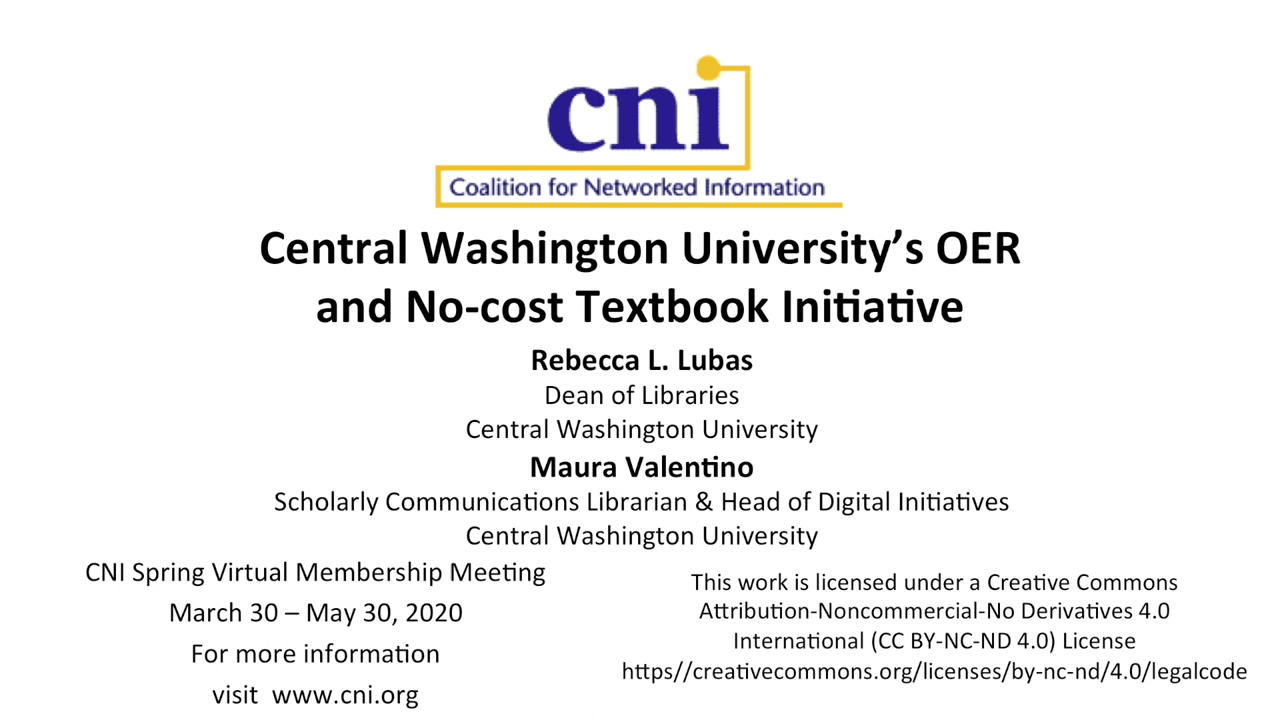 cni
Coalition for Networked Information
Central Washington University’s OER
and No-cost Textbook Initiative
Rebecca L. Lubas
Dean of Libraries
Central Washington University
Maura Valentino
Scholarly Communications Librarian & Head of Digital Initiatives
Central Washington University
CNI Spring Virtual Membership Meeting
March 30 – May 30, 2020
For more information
visit www.cni.org
This work is licensed under a Creative Commons
Attribution-Noncommercial-No Derivatives 4.0
International (CC BY-NC-ND 4.0) License
https//creativecommons.org/licenses/by-nc-nd/4.0/legalcode